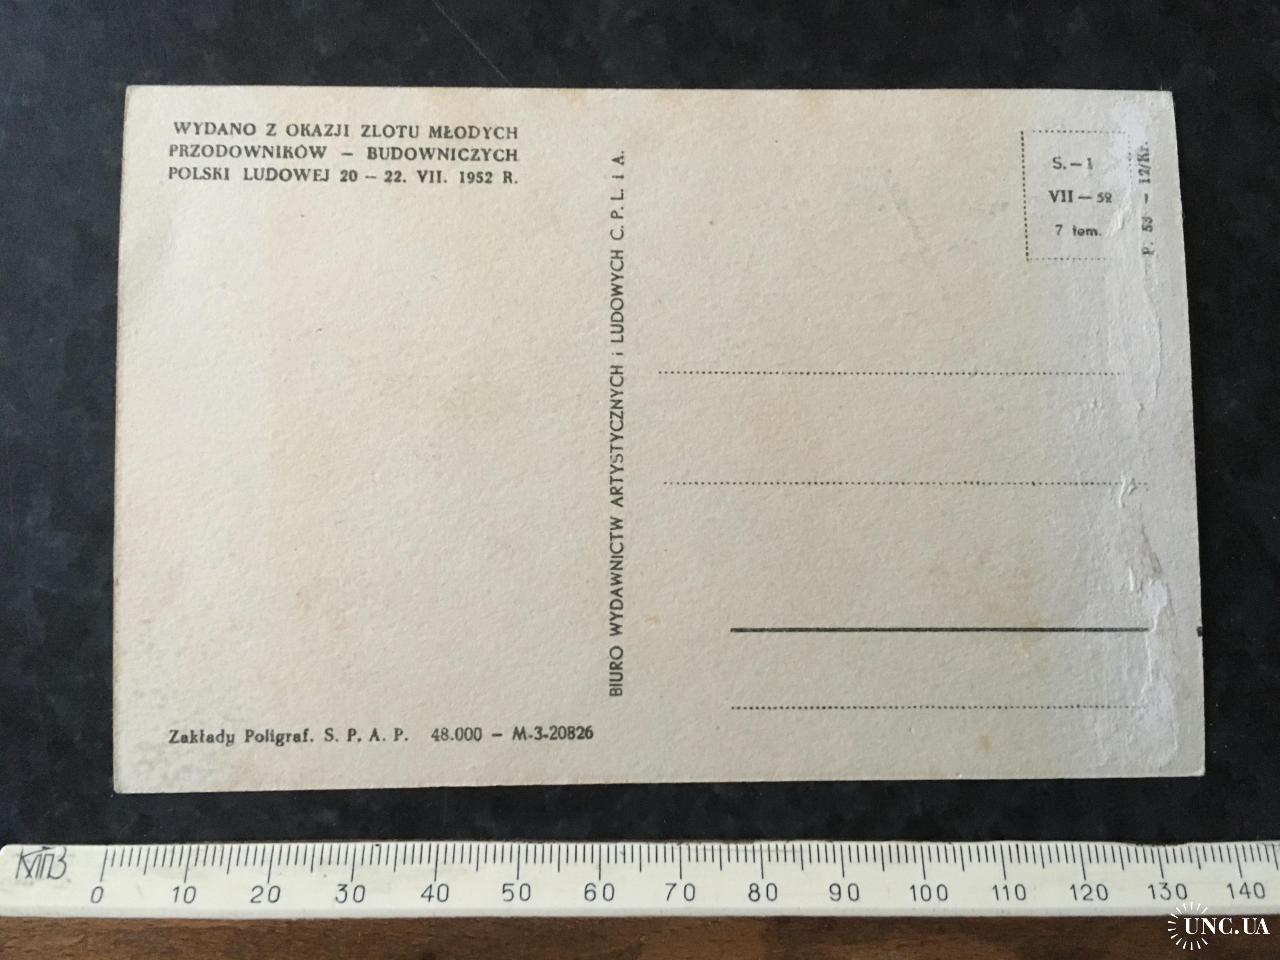 WYDANO Z OKAZJI ZLOTU MŁODYCH
PRZODOWNIKÓW – BUDOWNICZYCH
POLSKI LUDOWEJ 20 – 22. VII. 1952 R.
BIURO WYDAWNICTW ARTYSTYCZNYCH i LUDOWYCH C. P. L. i A.
S. – 1
VII – 52
7 tem.
P. 53 – 12/Kr.
Zakłady Poligraf. S. P. A. P. 48.000 – M-3-20826
0 10 20 30 40 50 60 70 80 90 100 110 120 130 140
UNC.UA